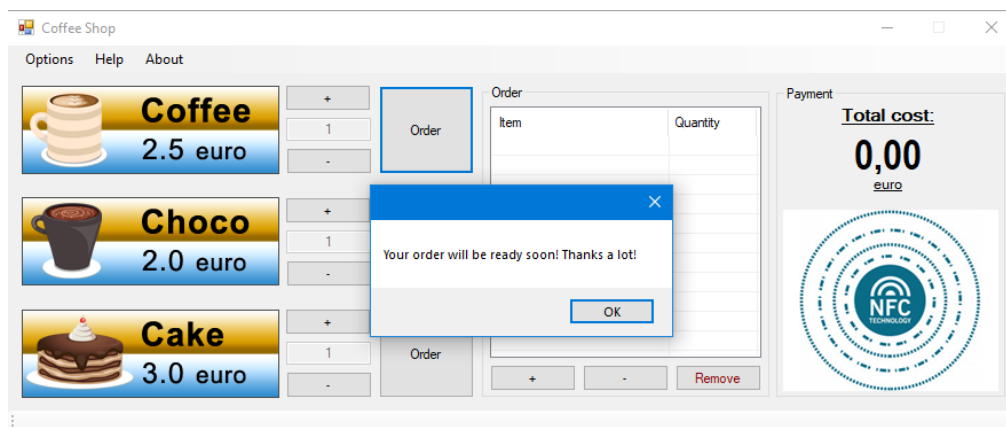 Coffee Shop
Options Help About
Coffee
2.5 euro
+
1
-
Order
Choco
2.0 euro
+
1
-
Cake
3.0 euro
+
1
-
Order
Order
Item Quantity
+ - Remove
Your order will be ready soon! Thanks a lot!
OK
Payment
Total cost:
0,00
euro
NFC
TECHNOLOGY